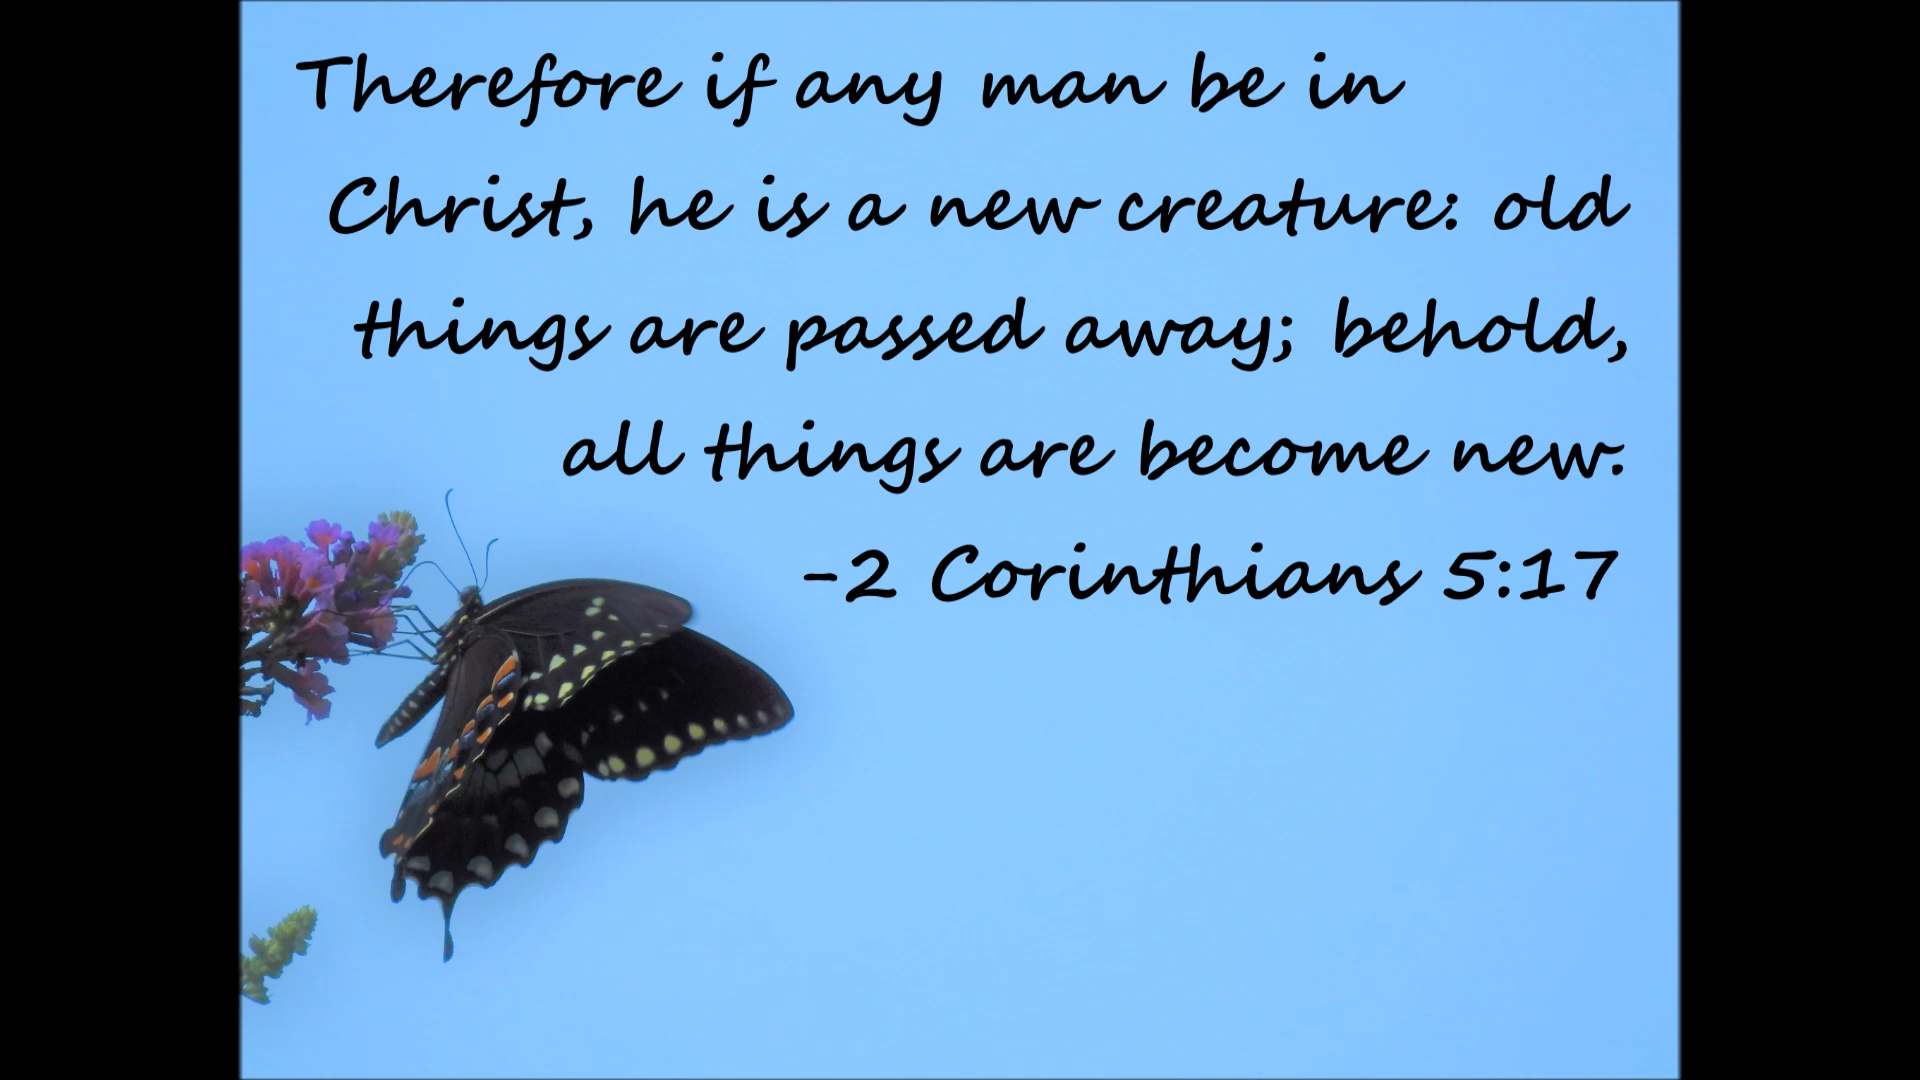 Therefore if any man be in
Christ, he is a new creature: old
things are passed away; behold,
all things are become new.
-2 Corinthians 5:17